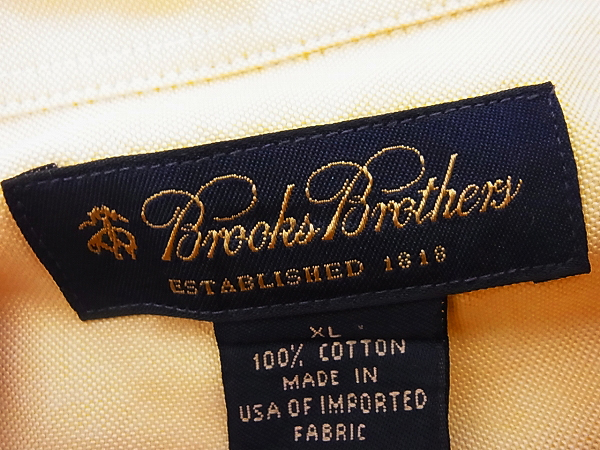 Brooks Brothers
ESTABLISHED 1818
XL
100% COTTON
MADE IN
USA OF IMPORTED
FABRIC